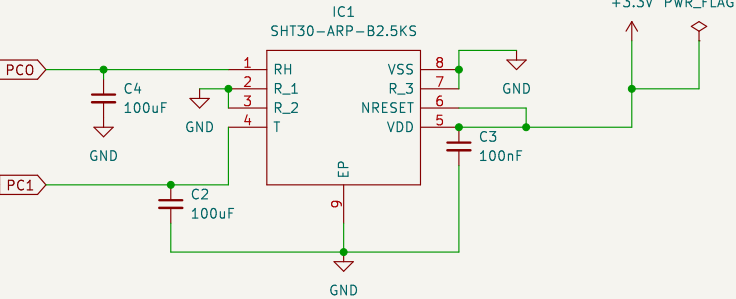 +3.3V PWR_FLAG
IC1
SHT30-ARP-B2.5KS
PC0
1
RH
VSS
8
2
R_1
R_3
7
GND
C4
100uF
3
R_2
NRESET
6
GND
4
T
VDD
5
C3
100nF
GND
EP
PC1
C2
100uF
9
GND